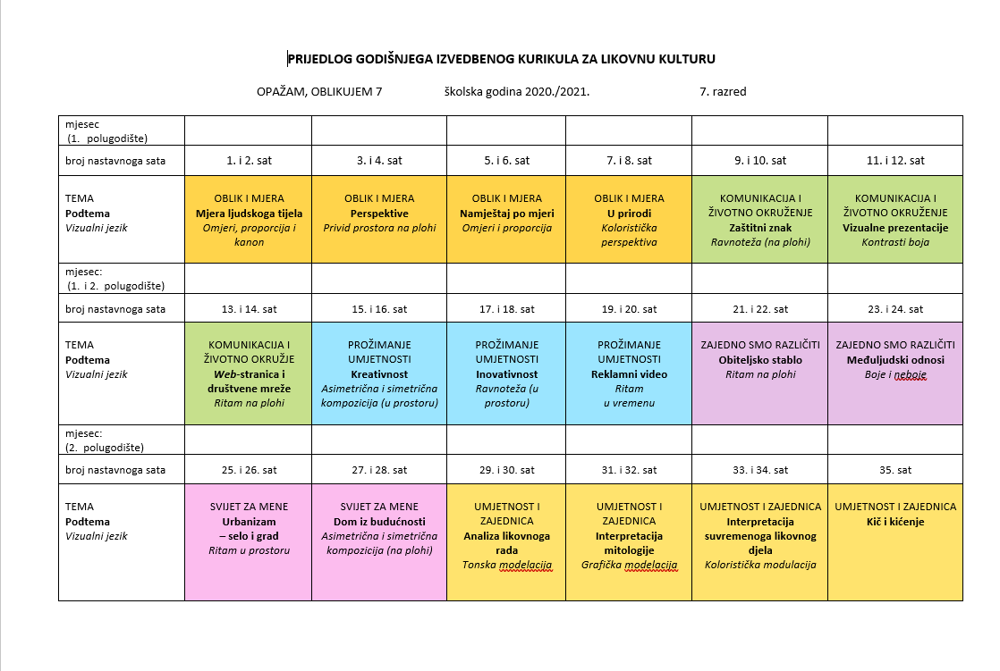 PRIJEDLOG GODIŠNJEGA IZVEDBENOG KURIKULA ZA LIKOVNU KULTURU
OPAŽAM, OBLIKUJEM 7 školska godina 2020./2021. 7. razred
mjesec
(1. polugodište)
broj nastavnoga sata
1. i 2. sat
3. i 4. sat
5. i 6. sat
7. i 8. sat
9. i 10. sat
11. i 12. sat
TEMA
Podtema
Vizualni jezik
OBLIK I MJERA
Mjera ljudskoga tijela
Omjeri, proporcija i
kanon
OBLIK I MJERA
Perspektive
Privid prostora na plohi
OBLIK I MJERA
Namještaj po mjeri
Omjeri i proporcija
OBLIK I MJERA
U prirodi
Koloristička
perspektiva
KOMUNIKACIJA I
ŽIVOTNO OKRUŽENJE
Zaštitni znak
Ravnoteža (na plohi)
KOMUNIKACIJA I
ŽIVOTNO OKRUŽENJE
Vizualne prezentacije
Kontrasti boja
mjesec:
(1. i 2. polugodište)
broj nastavnoga sata
13. i 14. sat
15. i 16. sat
17. i 18. sat
19. i 20. sat
21. i 22. sat
23. i 24. sat
TEMA
Podtema
Vizualni jezik
KOMUNIKACIJA I
ŽIVOTNO OKRUŽJE
Web-stranica i
društvene mreže
Ritam na plohi
PROŽIMANJE
UMJETNOSTI
Kreativnost
Asimetrična i simetrična
kompozicija (u prostoru)
PROŽIMANJE
UMJETNOSTI
Inovativnost
Ravnoteža (u
prostoru)
PROŽIMANJE
UMJETNOSTI
Reklamni video
Ritam
u vremenu
ZAJEDNO SMO RAZLIČITI
Obiteljsko stablo
Ritam na plohi
ZAJEDNO SMO RAZLIČITI
Međuljudski odnosi
Boje i neboje
mjesec:
(2. polugodište)
broj nastavnoga sata
25. i 26. sat
27. i 28. sat
29. i 30. sat
31. i 32. sat
33. i 34. sat
35. sat
TEMA
Podtema
Vizualni jezik
SVIJET ZA MENE
Urbanizam
– selo i grad
Ritam u prostoru
SVIJET ZA MENE
Dom iz budućnosti
Asimetrična i simetrična
kompozicija (na plohi)
UMJETNOST I
ZAJEDNICA
Analiza likovnoga
rada
Tonska modelacija
UMJETNOST I
ZAJEDNICA
Interpretacija
mitologije
Grafička modelacija
UMJETNOST I ZAJEDNICA
Interpretacija
suvremenoga likovnog
djela
Koloristička modulacija
UMJETNOST I ZAJEDNICA
Kič i kićenje